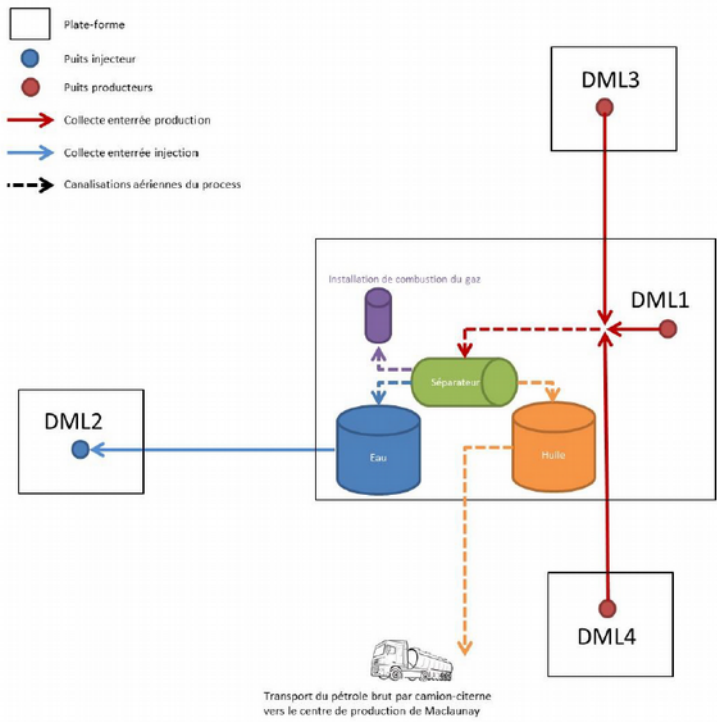 Plate-forme
Puits injecteur
Puits producteurs
Collecte enterrée production
Collecte enterrée injection
Canalisations aériennes du process
DML3
Installation de combustion du gaz
DML1
Séparateur
DML2
Eau
Huile
DML4
Transport du pétrole brut par camion-citerne
vers le centre de production de Maclaunay